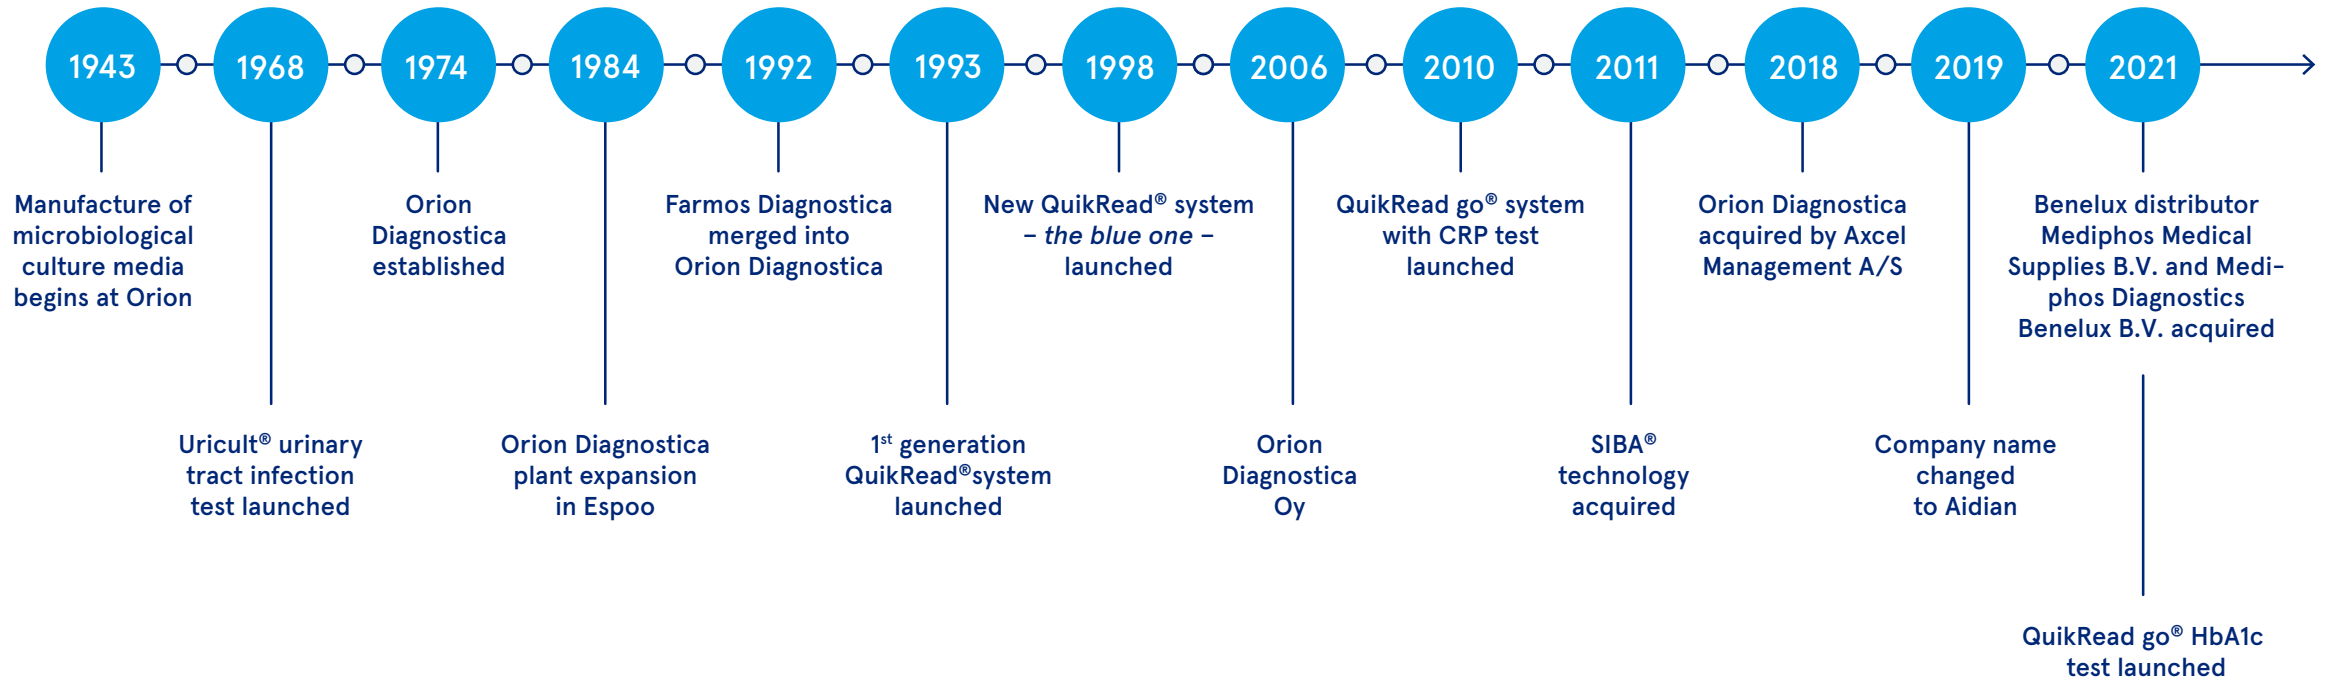 1943
1968
1974
1984
1992
1993
1998
2006
2010
2011
2018
2019
2021
Manufacture of
microbiological
culture media
begins at Orion
Uricult® urinary
tract infection
test launched
Orion
Diagnostica
established
Orion Diagnostica
plant expansion
in Espoo
Farmos Diagnostica
merged into
Orion Diagnostica
1st generation
QuikRead®system
launched
New QuikRead® system
– the blue one –
launched
Orion
Diagnostica
Oy
QuikRead go® system
with CRP test
launched
SIBA®
technology
acquired
Orion Diagnostica
acquired by Axcel
Management A/S
Company name
changed
to Aidian
Benelux distributor
Mediphos Medical
Supplies B.V. and Medi-
phos Diagnostics
Benelux B.V. acquired
QuikRead go® HbA1c
test launched